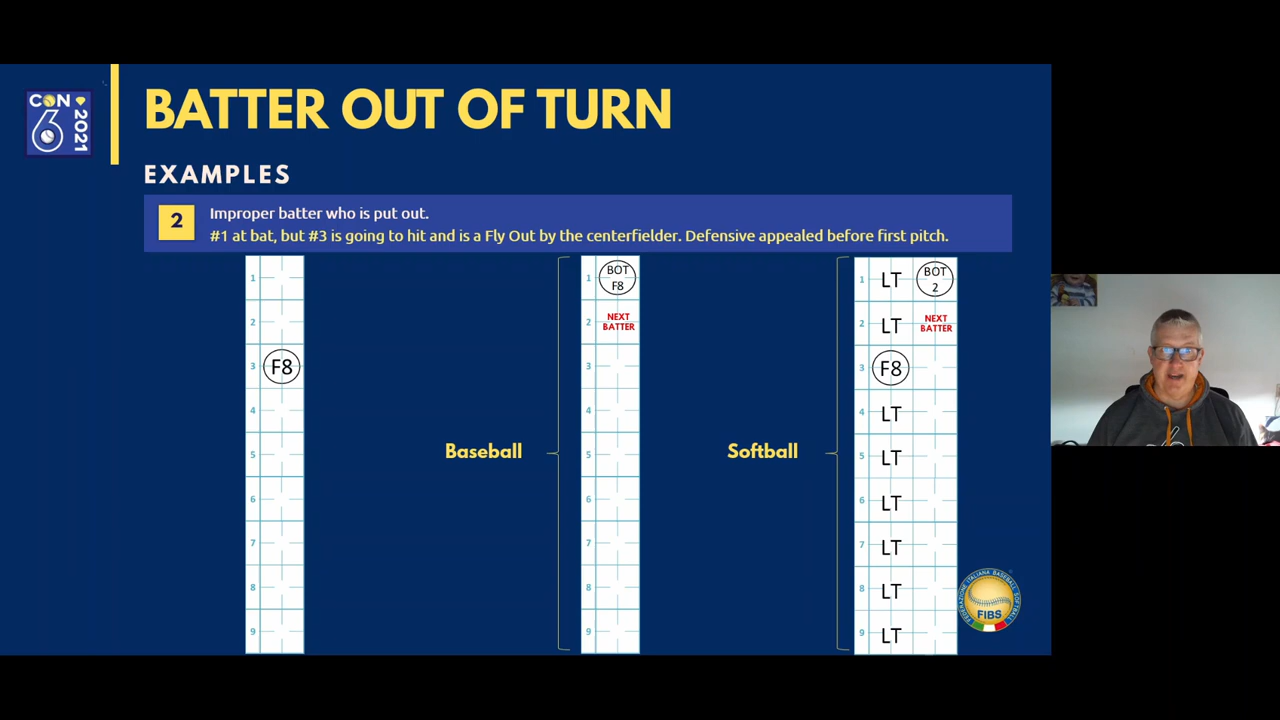 CON
6
2021
BATTER OUT OF TURN
EXAMPLES
2
Improper batter who is put out.
#1 at bat, but #3 is going to hit and is a Fly Out by the centerfielder. Defensive appealed before first pitch.
1
2
3
F8
4
5
6
7
8
9
Baseball
1
BOT
F8
2
NEXT
BATTER
3
4
5
6
7
8
9
Softball
1
LT
BOT
2
2
LT
NEXT
BATTER
3
F8
4
LT
5
LT
6
LT
7
LT
8
LT
9
LT
FEDERAZIONE ITALIANA BASEBALL SOFTBALL
FIBS